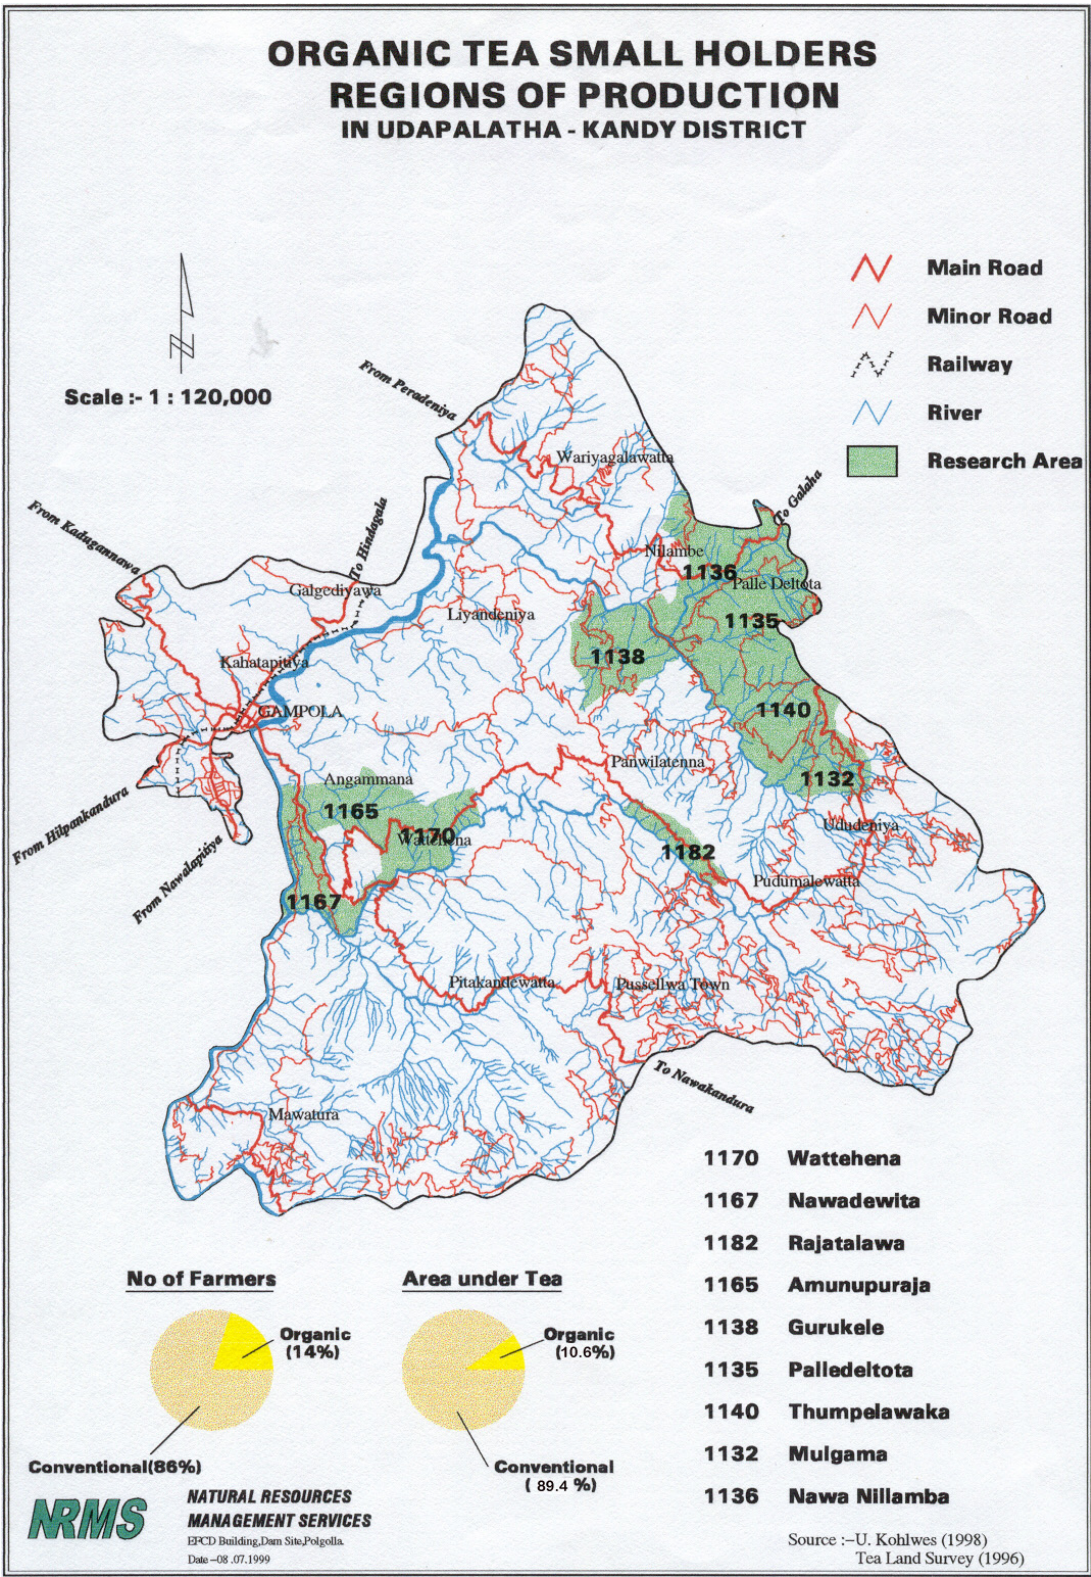 ORGANIC TEA SMALL HOLDERS
REGIONS OF PRODUCTION
IN UDAPALATHA - KANDY DISTRICT
Main Road
Minor Road
Railway
River
Research Area
Scale :- 1 : 120,000
From Peradeniya
Wariyagalawatta
To Galaha
From Kadugannawa
To Hindagala
Nilambe
1136
Palle Deltota
Galgediyawa
Liyandeniya
1135
1138
Kahatapitiya
GAMPOLA
1140
Panwilatenna
Angammana
1132
1165
Ududeniya
1170
Wattehena
1182
From Hilpankandura
From Nawalapitiya
Pudumalewatta
1167
Pitakandewatta
Pussellwa Town
To Nawakandura
Mawatura
1170 Wattehena
1167 Nawadewita
1182 Rajatalawa
1165 Amunupuraja
1138 Gurukele
1135 Palledeltota
1140 Thumpelawaka
1132 Mulgama
1136 Nawa Nillamba
No of Farmers
Organic
(14%)
Conventional(86%)
Area under Tea
Organic
(10.6%)
Conventional
( 89.4 %)
NRMS
NATURAL RESOURCES
MANAGEMENT SERVICES
EFCD Building,Dam Site,Polgolla.
Date –08 .07.1999
Source :–U. Kohlwes (1998)
Tea Land Survey (1996)